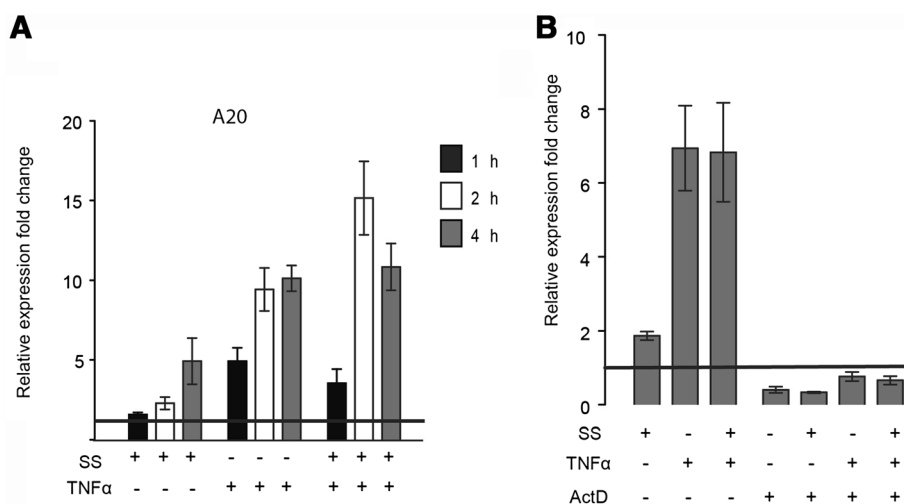 A
A20
Relative expression fold change
20
15
10
5
1 h
2 h
4 h
SS + + + - - - + + +
TNFα - - - + + + + + +
B
Relative expression fold change
10
8
6
4
2
0
SS + - + - + - +
TNFα - + + - - + +
ActD - - - + + + +